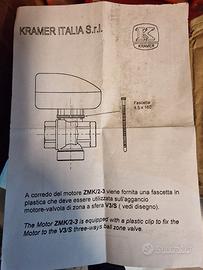 KRAMER ITALIA S.r.l.
KRAMER
Fascetta
4.5 x 160
A corredo del motore ZMK/2-3 viene fornita una fascetta in
plastica che deve essere utilizzata sull'aggancio
motore-valvola di zona a sfera V3/S ( vedi disegno).
The Motor ZMK/2-3 is equipped with a plastic clip to fix the
Motor to the V3/S three-ways ball zone valve.
subito.it